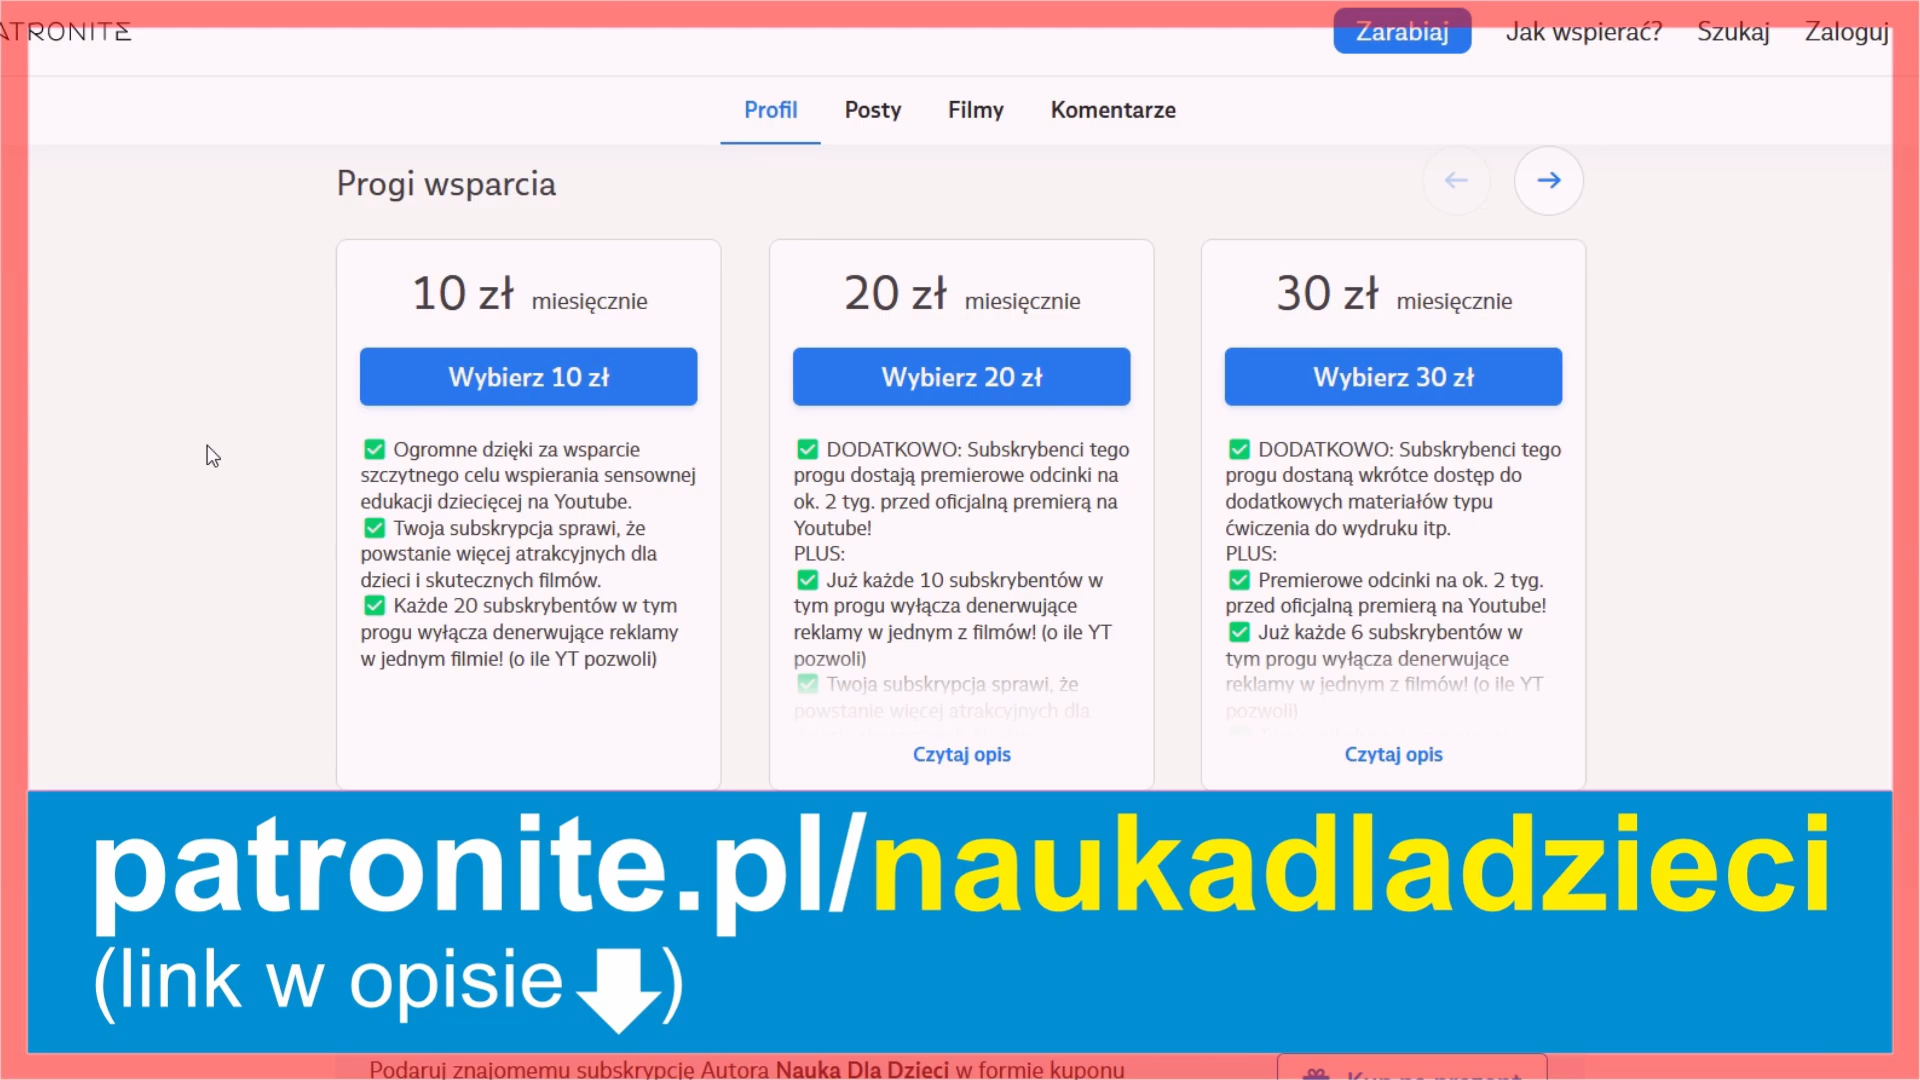 PATRONITE
Zarabiaj
Jak wspierać?
Szukaj
Zaloguj
Profil
Posty
Filmy
Komentarze
Progi wsparcia
10 zł miesięcznie
Wybierz 10 zł
✅ Ogromne dzięki za wsparcie
szczytnego celu wspierania sensownej
edukacji dziecięcej na Youtube.
✅ Twoja subskrypcja sprawi, że
powstanie więcej atrakcyjnych dla
dzieci i skutecznych filmów.
✅ Każde 20 subskrybentów w tym
progu wyłącza denerwujące reklamy
w jednym filmie! (o ile YT pozwoli)
20 zł miesięcznie
Wybierz 20 zł
✅ DODATKOWO: Subskrybenci tego
progu dostają premierowe odcinki na
ok. 2 tyg. przed oficjalną premierą na
Youtube!
PLUS:
✅ Już każde 10 subskrybentów w
tym progu wyłącza denerwujące
reklamy w jednym z filmów! (o ile YT
pozwoli)
✅ Twoja subskrypcja sprawi, że
powstanie więcej atrakcyjnych dla
Czytaj opis
30 zł miesięcznie
Wybierz 30 zł
✅ DODATKOWO: Subskrybenci tego
progu dostaną wkrótce dostęp do
dodatkowych materiałów typu
ćwiczenia do wydruku itp.
PLUS:
✅ Premierowe odcinki na ok. 2 tyg.
przed oficjalną premierą na Youtube!
✅ Już każde 6 subskrybentów w
tym progu wyłącza denerwujące
reklamy w jednym z filmów! (o ile YT
pozwoli)
Czytaj opis
patronite.pl/naukadladzieci
(link w opisie⬇)
Podaruj znajomemu subskrypcję Autora Nauka Dla Dzieci w formie kuponu
Kup na prezent